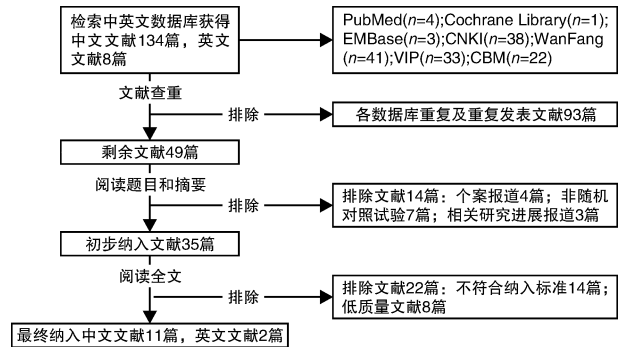 检索中英文数据库获得
中文文献134篇，英文
文献8篇
PubMed(n=4);Cochrane Library(n=1);
EMBase(n=3);CNKI(n=38);WanFang
(n=41);VIP(n=33);CBM(n=22)
文献查重
排除
各数据库重复及重复发表文献93篇
剩余文献49篇
阅读题目和摘要
排除
排除文献14篇：个案报道4篇；非随机
对照试验7篇；相关研究进展报道3篇
初步纳入文献35篇
阅读全文
排除
排除文献22篇：不符合纳入标准14篇；
低质量文献8篇
最终纳入中文文献11篇，英文文献2篇